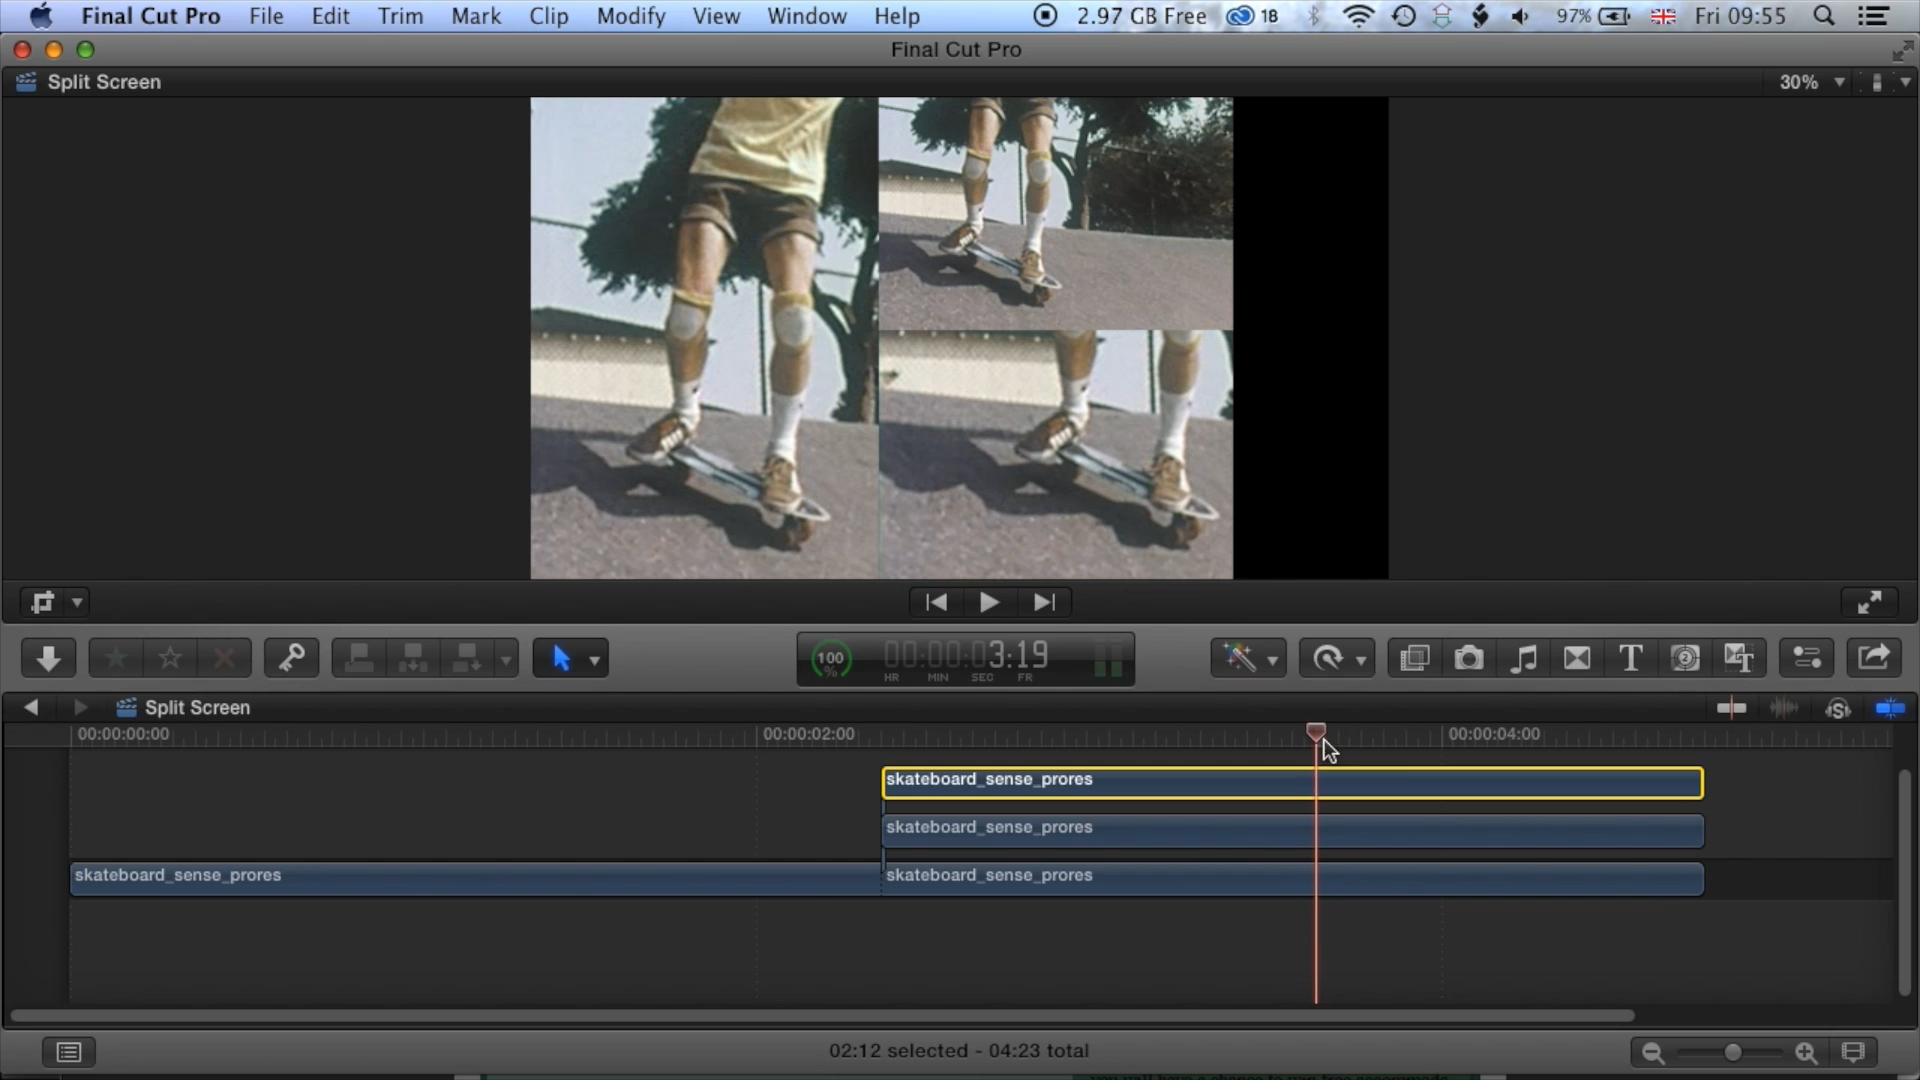 Final Cut Pro File Edit Trim Mark Clip Modify View Window Help 2.97 GB Free 18 97% Fri 09:55
Final Cut Pro
Split Screen 30%
100 % 00:00:03:19
HR MIN SEC FR
Split Screen
00:00:00:00 00:00:02:00 00:00:04:00
skateboard_sense_prores
skateboard_sense_prores
skateboard_sense_prores skateboard_sense_prores
02:12 selected - 04:23 total